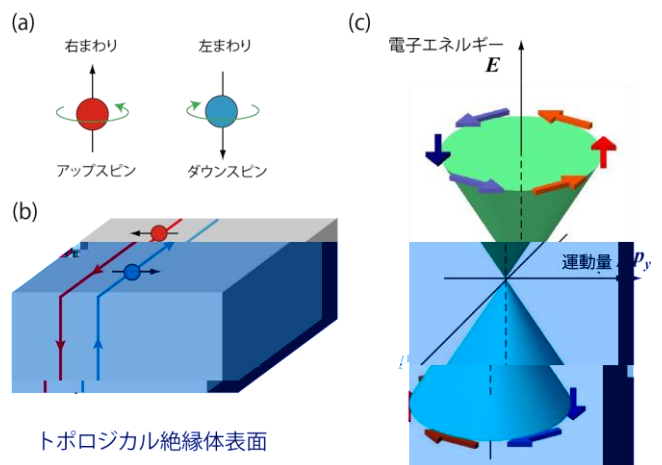 (a)
右まわり
左まわり
アップスピン
ダウンスピン
(b)
トポロジカル絶縁体表面
(c)
電子エネルギー
E
運動量 p_y